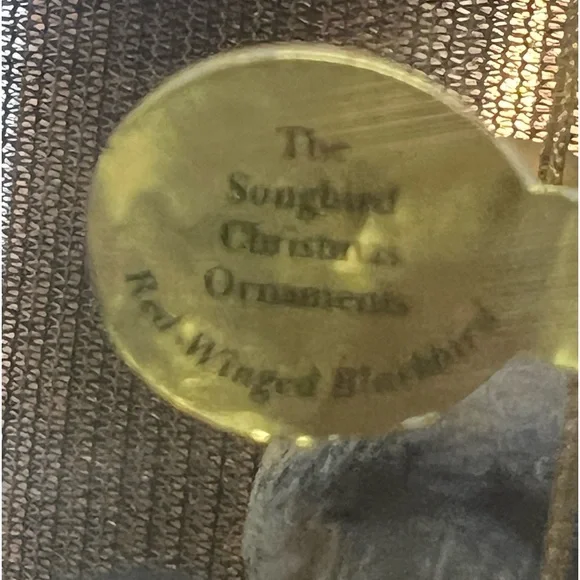 The
Songbird
Christmas
Ornaments
Red-Winged Blackbird